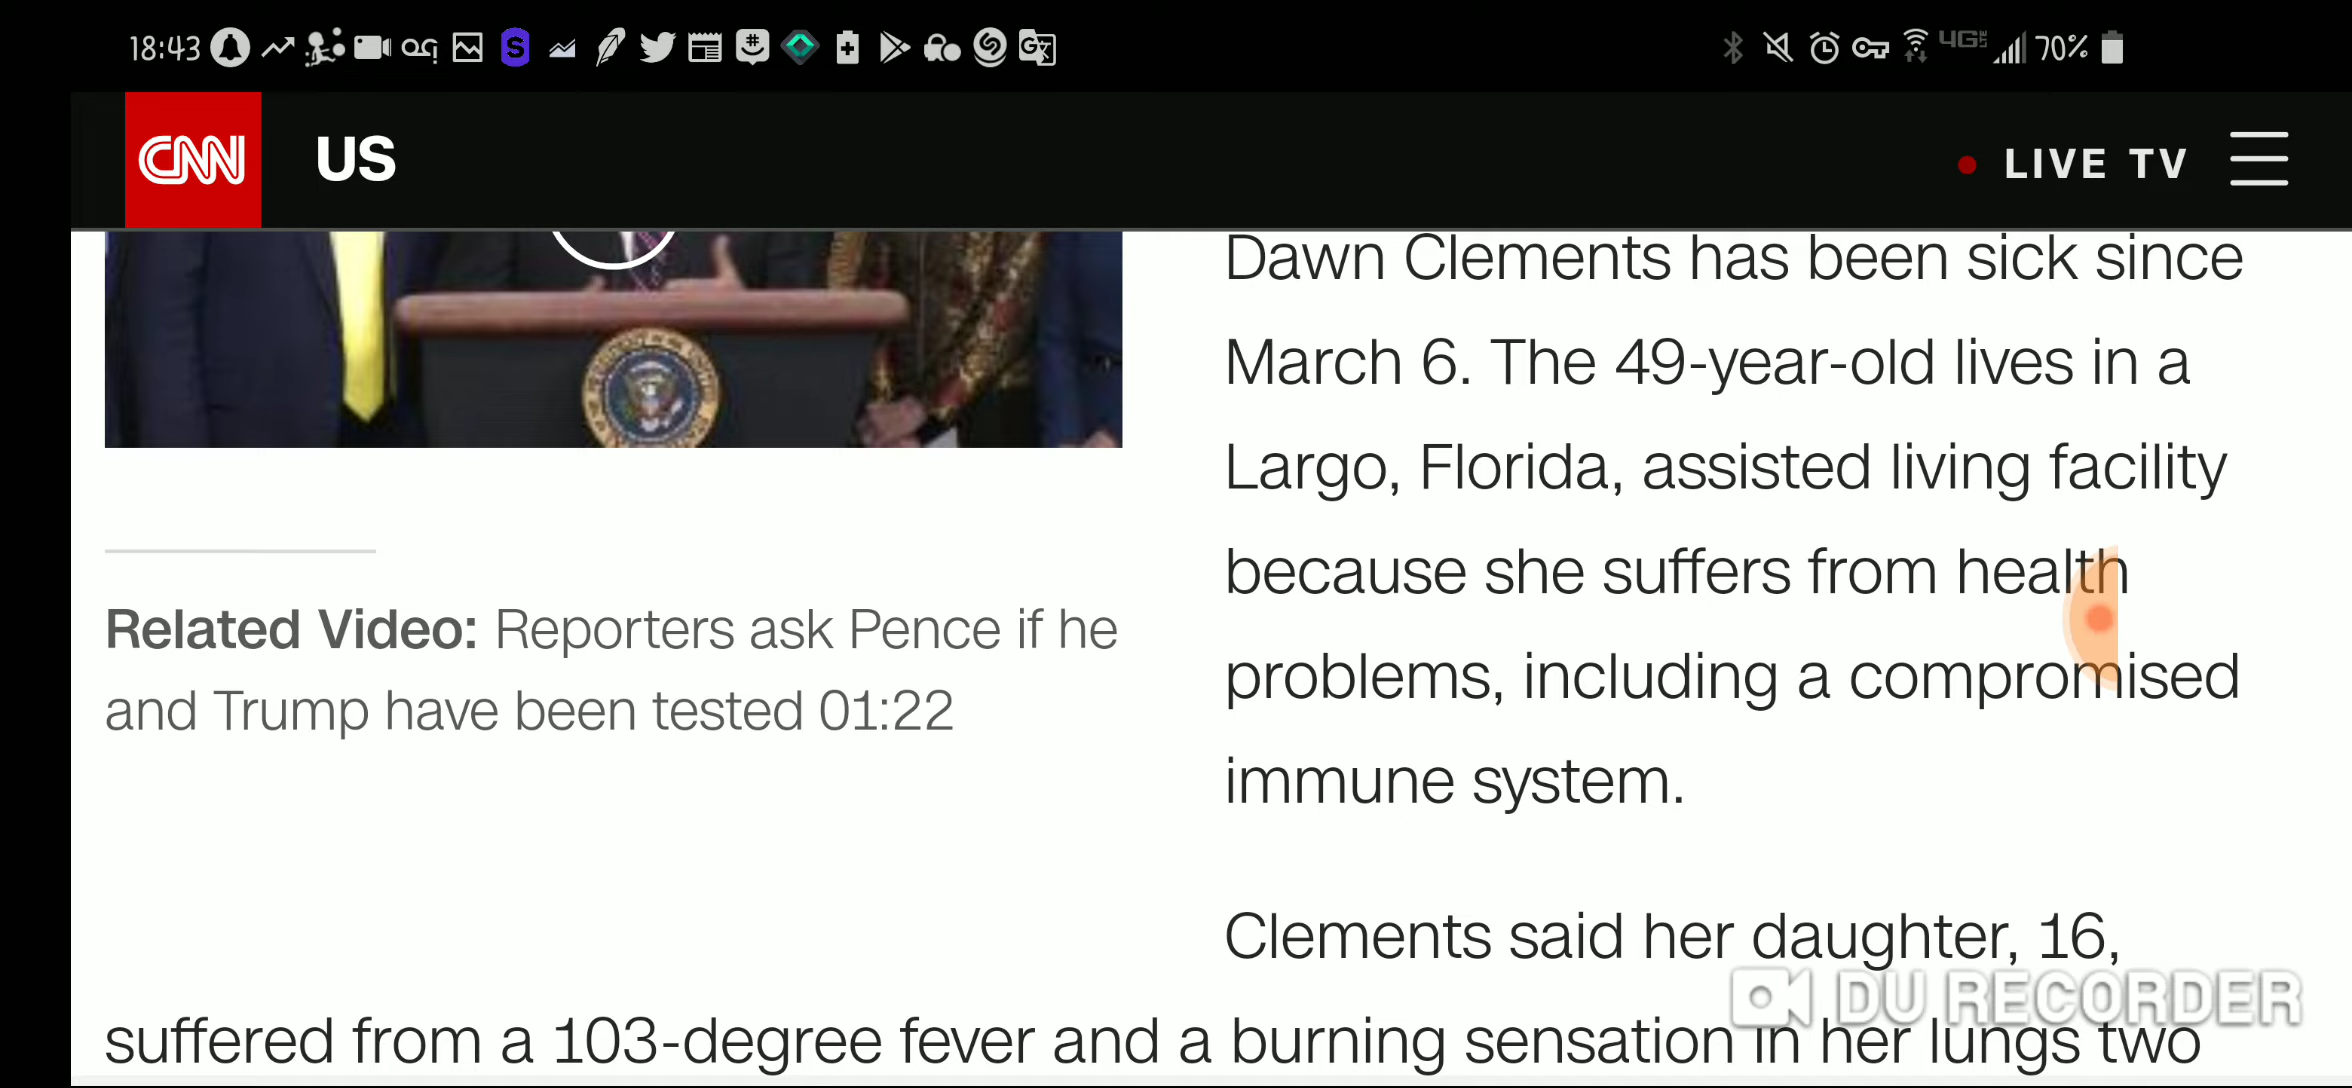 18:43
4G LTE 70%
CNN US
LIVE TV
Related Video: Reporters ask Pence if he
and Trump have been tested 01:22
Dawn Clements has been sick since
March 6. The 49-year-old lives in a
Largo, Florida, assisted living facility
because she suffers from health
problems, including a compromised
immune system.
Clements said her daughter, 16,
suffered from a 103-degree fever and a burning sensation in her lungs two
DU RECORDER